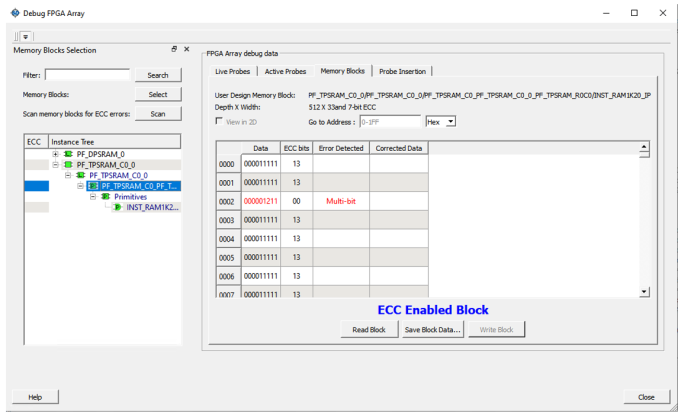 Debug FPGA Array
Memory Blocks Selection
Filter:
Search
Memory Blocks:
Select
Scan memory blocks for ECC errors:
Scan
ECC Instance Tree
PF_DPSRAM_0
PF_TPSRAM_C0_0
PF_TPSRAM_C0_0
PF_TPSRAM_C0_PF_T...
Primitives
INST_RAM1K2...
FPGA Array debug data
Live Probes Active Probes Memory Blocks Probe Insertion
User Design Memory Block: PF_TPSRAM_C0_0/PF_TPSRAM_C0_0/PF_TPSRAM_C0_PF_TPSRAM_C0_0_PF_TPSRAM_R0C0/INST_RAM1K20_IP
Depth X Width: 512 X 33and 7-bit ECC
View in 2D
Go to Address : 0-1FF
Hex
Data ECC bits Error Detected Corrected Data
0000 000011111 13
0001 000011111 13
0002 000001211 00 Multi-bit
0003 000011111 13
0004 000011111 13
0005 000011111 13
0006 000011111 13
0007 000011111 13
ECC Enabled Block
Read Block
Save Block Data...
Write Block
Help
Close